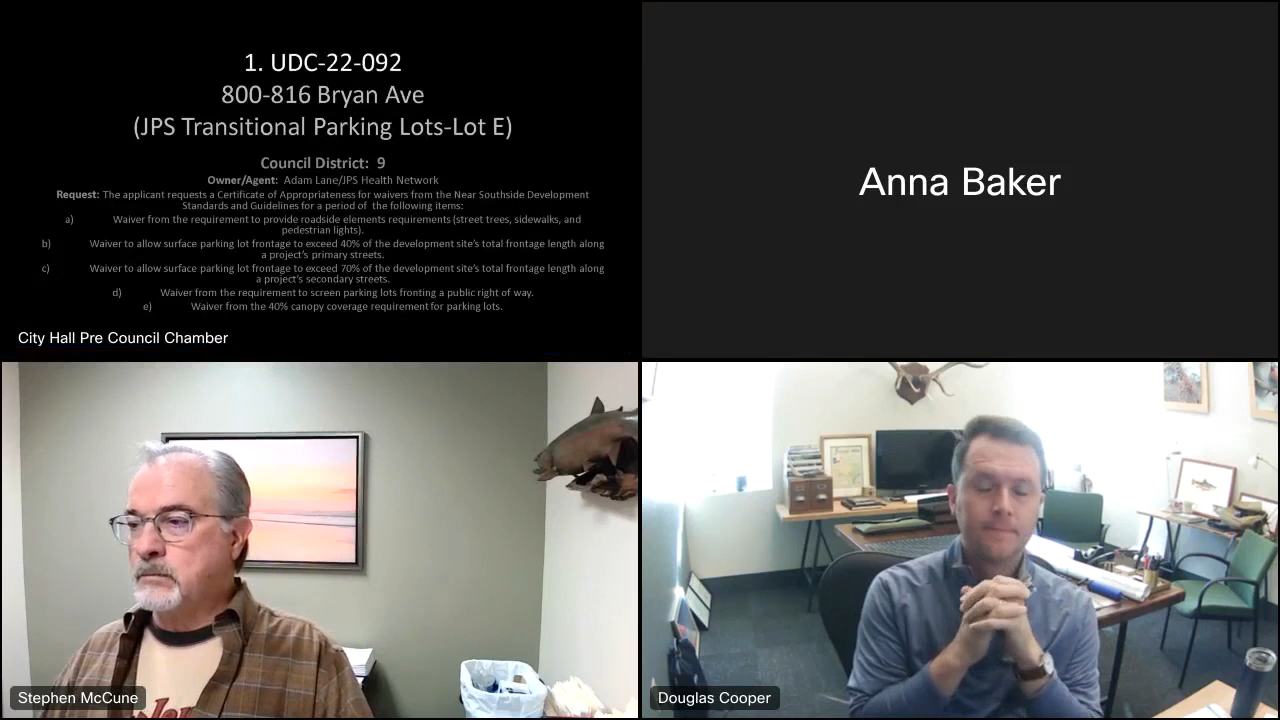 1. UDC-22-092
800-816 Bryan Ave
(JPS Transitional Parking Lots-Lot E)
Council District: 9
Owner/Agent: Adam Lane/JPS Health Network
Request: The applicant requests a Certificate of Appropriateness for waivers from the Near Southside Development
Standards and Guidelines for a period of the following items:
a) Waiver from the requirement to provide roadside elements requirements (street trees, sidewalks, and
pedestrian lights).
b) Waiver to allow surface parking lot frontage to exceed 40% of the development site's total frontage length along
a project's primary streets.
c) Waiver to allow surface parking lot frontage to exceed 70% of the development site's total frontage length along
a project's secondary streets.
d) Waiver from the requirement to screen parking lots fronting a public right of way.
e) Waiver from the 40% canopy coverage requirement for parking lots.
City Hall Pre Council Chamber
Anna Baker
Stephen McCune
Douglas Cooper